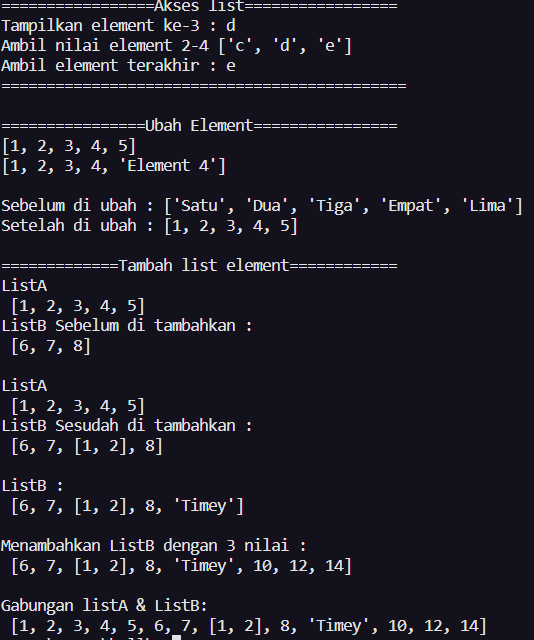 =================Akses list=================
Tampilkan element ke-3 : d
Ambil nilai element 2-4 ['c', 'd', 'e']
Ambil element terakhir : e
=============================================
================Ubah Element================
[1, 2, 3, 4, 5]
[1, 2, 3, 4, 'Element 4']
Sebelum di ubah : ['Satu', 'Dua', 'Tiga', 'Empat', 'Lima']
Setelah di ubah : [1, 2, 3, 4, 5]
=============Tambah list element============
ListA
[1, 2, 3, 4, 5]
ListB Sebelum di tambahkan :
[6, 7, 8]
ListA
[1, 2, 3, 4, 5]
ListB Sesudah di tambahkan :
[6, 7, [1, 2], 8]
ListB :
[6, 7, [1, 2], 8, 'Timey']
Menambahkan ListB dengan 3 nilai :
[6, 7, [1, 2], 8, 'Timey', 10, 12, 14]
Gabungan listA & ListB:
[1, 2, 3, 4, 5, 6, 7, [1, 2], 8, 'Timey', 10, 12, 14]